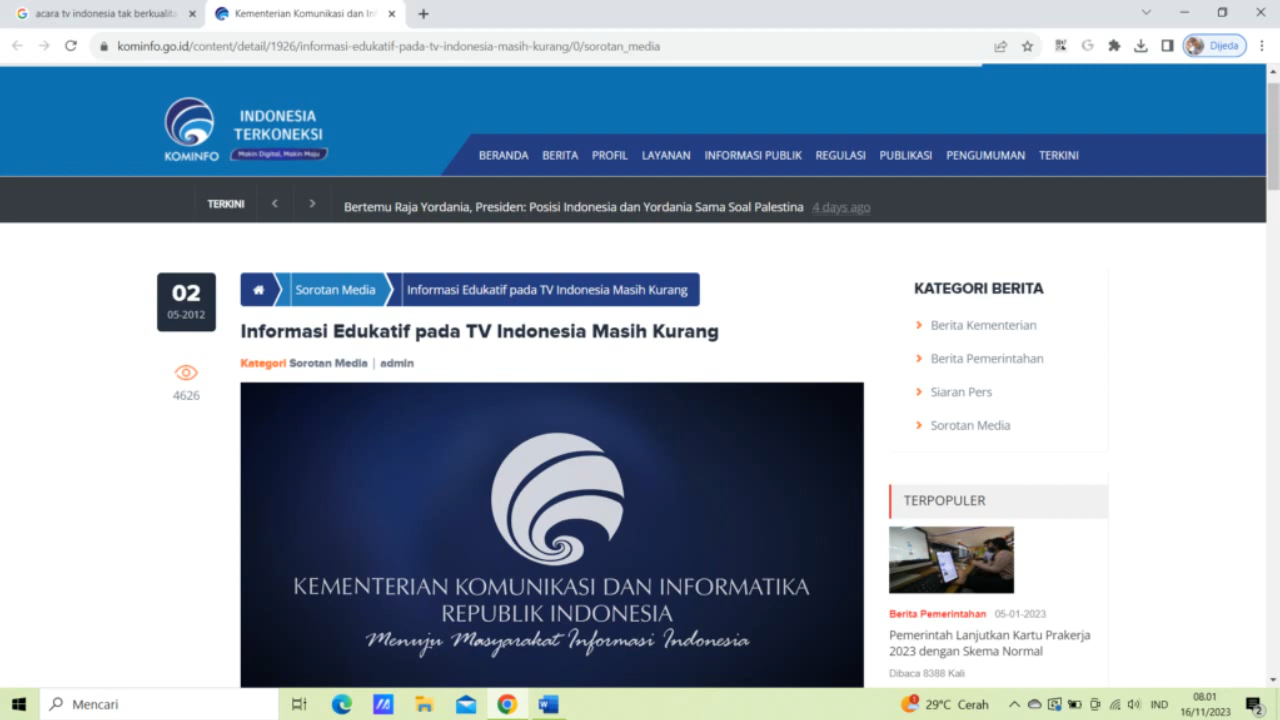 acara tv indonesia tak berkualita
Kementerian Komunikasi dan In
kominfo.go.id/content/detail/1926/informasi-edukatif-pada-tv-indonesia-masih-kurang/0/sorotan_media
Dijeda
KOMINFO
INDONESIA
TERKONEKSI
Makin Digital, Makin Maju
BERANDA BERITA PROFIL LAYANAN INFORMASI PUBLIK REGULASI PUBLIKASI PENGUMUMAN TERKINI
TERKINI Bertemu Raja Yordania, Presiden: Posisi Indonesia dan Yordania Sama Soal Palestina 4 days ago
02
05-2012
4626
Sorotan Media Informasi Edukatif pada TV Indonesia Masih Kurang
Informasi Edukatif pada TV Indonesia Masih Kurang
Kategori Sorotan Media | admin
KEMENTERIAN KOMUNIKASI DAN INFORMATIKA
REPUBLIK INDONESIA
Menuju Masyarakat Informasi Indonesia
KATEGORI BERITA
Berita Kementerian
Berita Pemerintahan
Siaran Pers
Sorotan Media
TERPOPULER
Berita Pemerintahan 05-01-2023
Pemerintah Lanjutkan Kartu Prakerja
2023 dengan Skema Normal
Dibaca 8388 Kali
Mencari
29°C Cerah
IND
08.01
16/11/2023
2